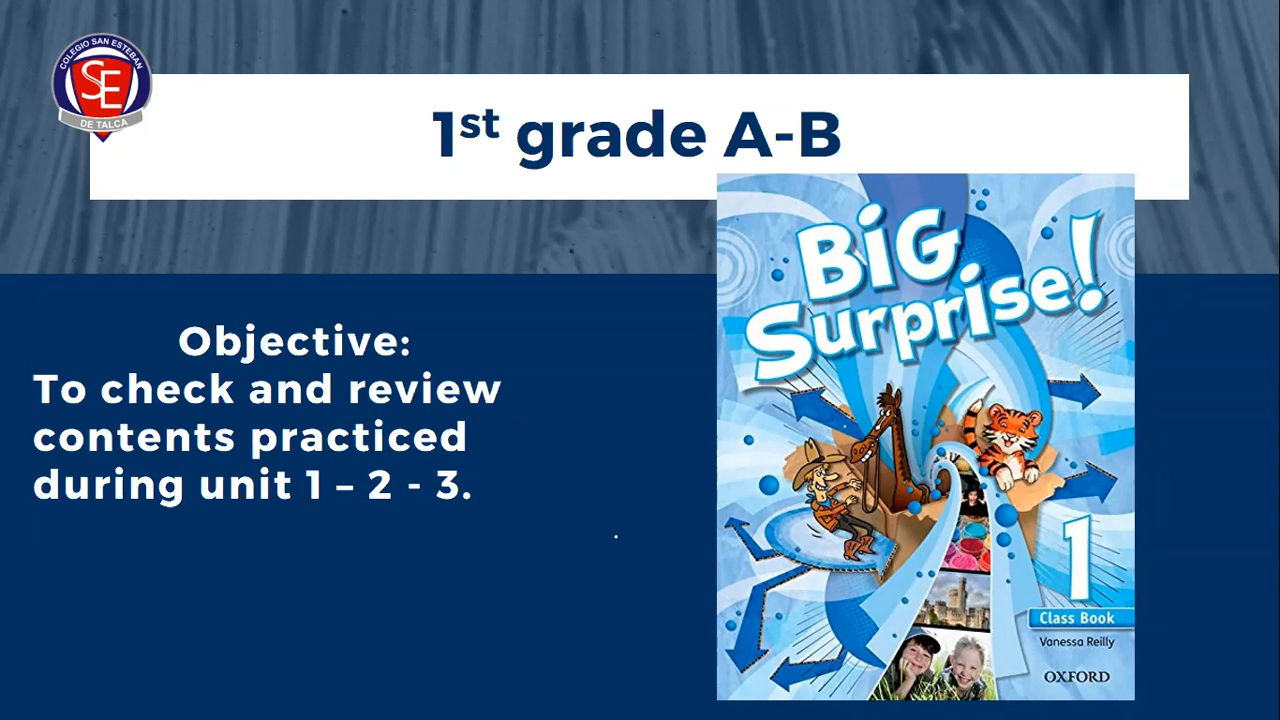 COLEGIO SAN ESTEBAN
SE
DE TALCA
1st grade A-B
BiG
Surprise!
Objective:
To check and review
contents practiced
during unit 1 – 2 - 3.
1
Class Book
Vanessa Reilly
OXFORD